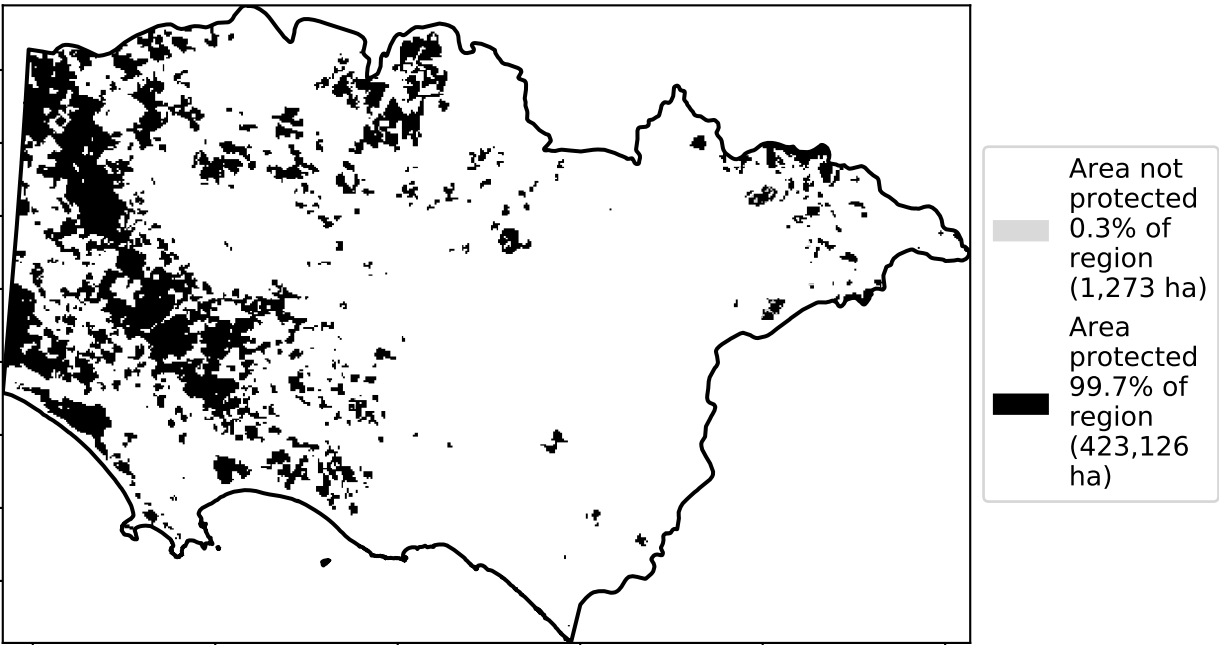 Area not
protected
0.3% of
region
(1,273 ha)
Area
protected
99.7% of
region
(423,126
ha)